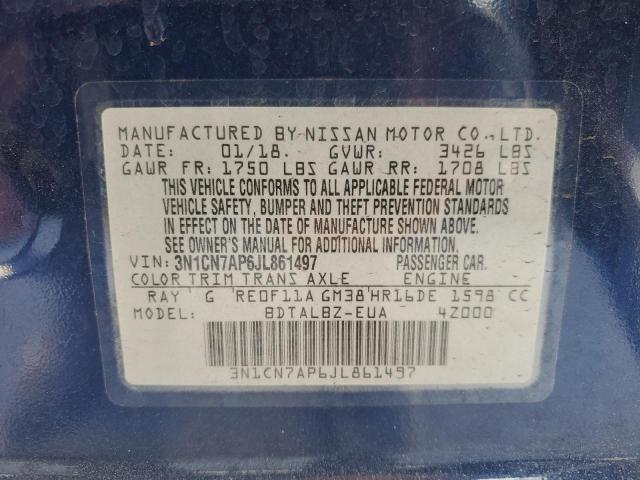 MANUFACTURED BY NISSAN MOTOR CO., LTD.
DATE: 01/18. GVWR: 3426 LBS
GAWR FR: 1750 LBS GAWR RR: 1708 LBS
THIS VEHICLE CONFORMS TO ALL APPLICABLE FEDERAL MOTOR
VEHICLE SAFETY, BUMPER AND THEFT PREVENTION STANDARDS
IN EFFECT ON THE DATE OF MANUFACTURE SHOWN ABOVE.
SEE OWNER'S MANUAL FOR ADDITIONAL INFORMATION.
VIN: 3N1CN7AP6JL861497 PASSENGER CAR.
COLOR TRIM TRANS AXLE ENGINE
RAY G RE0F11A GM38 HR16DE 1598 CC
MODEL: BDTALBZ-EUA 4Z000
3N1CN7AP6JL861497